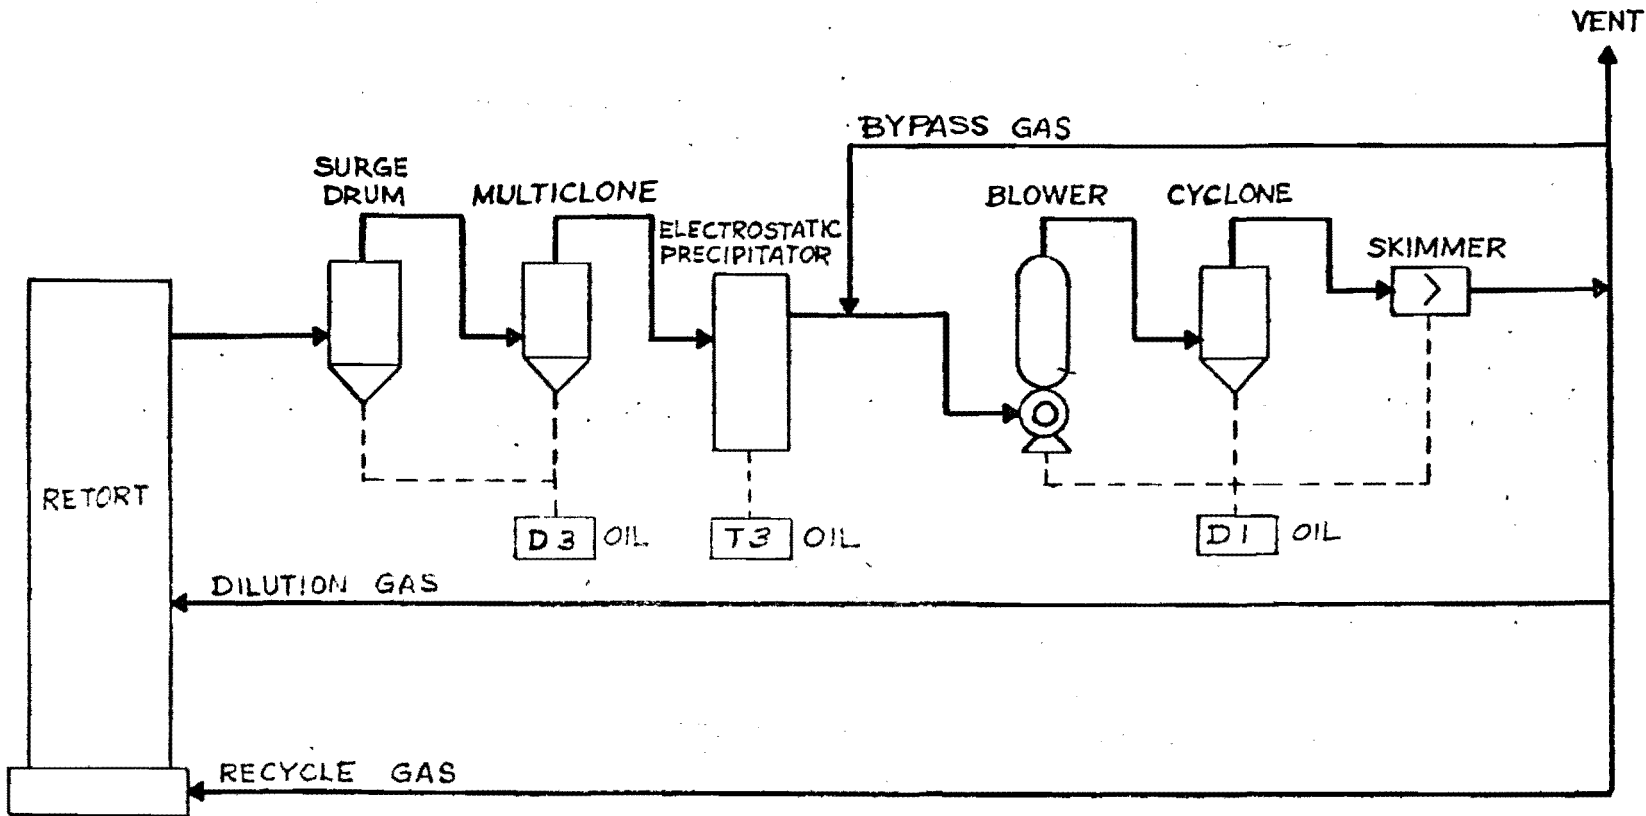 VENT
BYPASS GAS
SURGE
DRUM
MULTICLONE
ELECTROSTATIC
PRECIPITATOR
BLOWER
CYCLONE
SKIMMER
RETORT
D3 OIL
T3 OIL
D1 OIL
DILUTION GAS
RECYCLE GAS